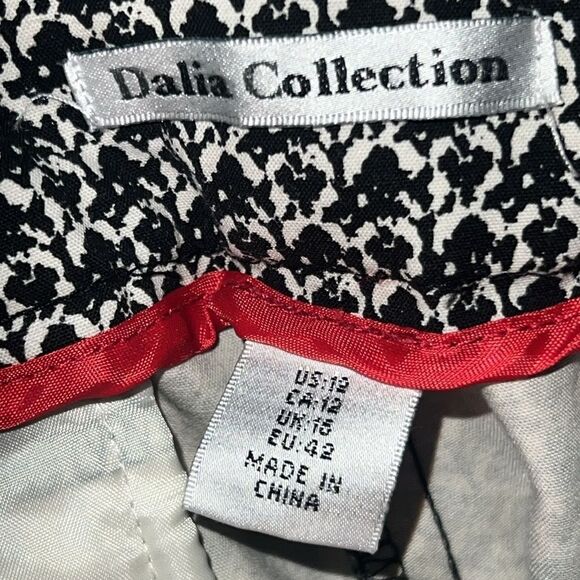 Dalia Collection
US:12
CA:12
UK:16
EU:42
MADE IN
CHINA